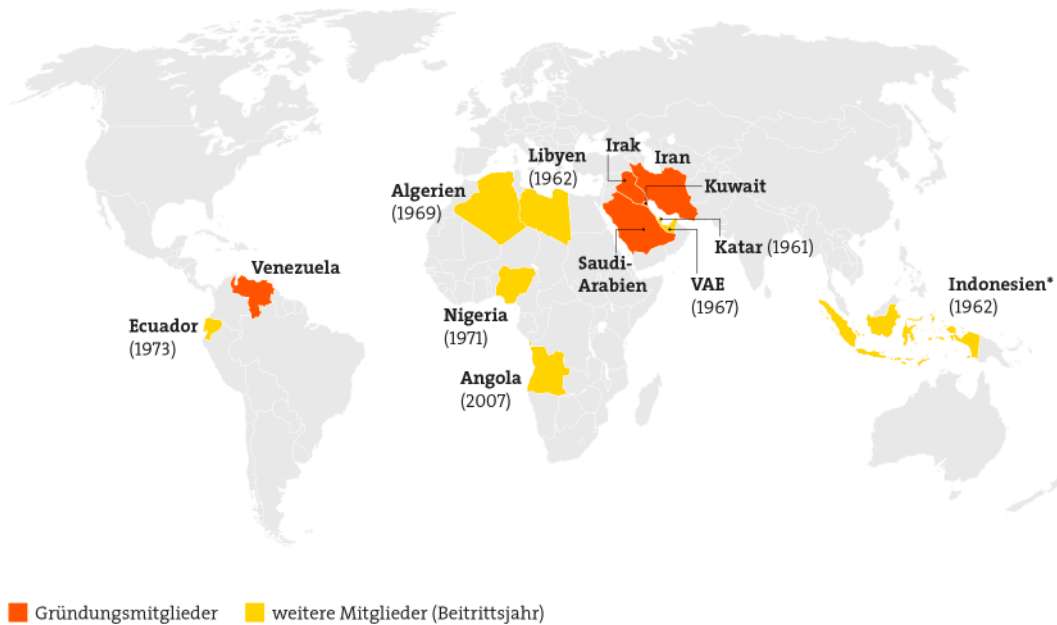 Irak
Iran
Libyen
(1962)
Kuwait
Algerien
(1969)
Katar (1961)
Saudi-
Arabien
VAE
(1967)
Venezuela
Indonesien*
(1962)
Nigeria
(1971)
Ecuador
(1973)
Angola
(2007)
Gründungsmitglieder
weitere Mitglieder (Beitrittsjahr)